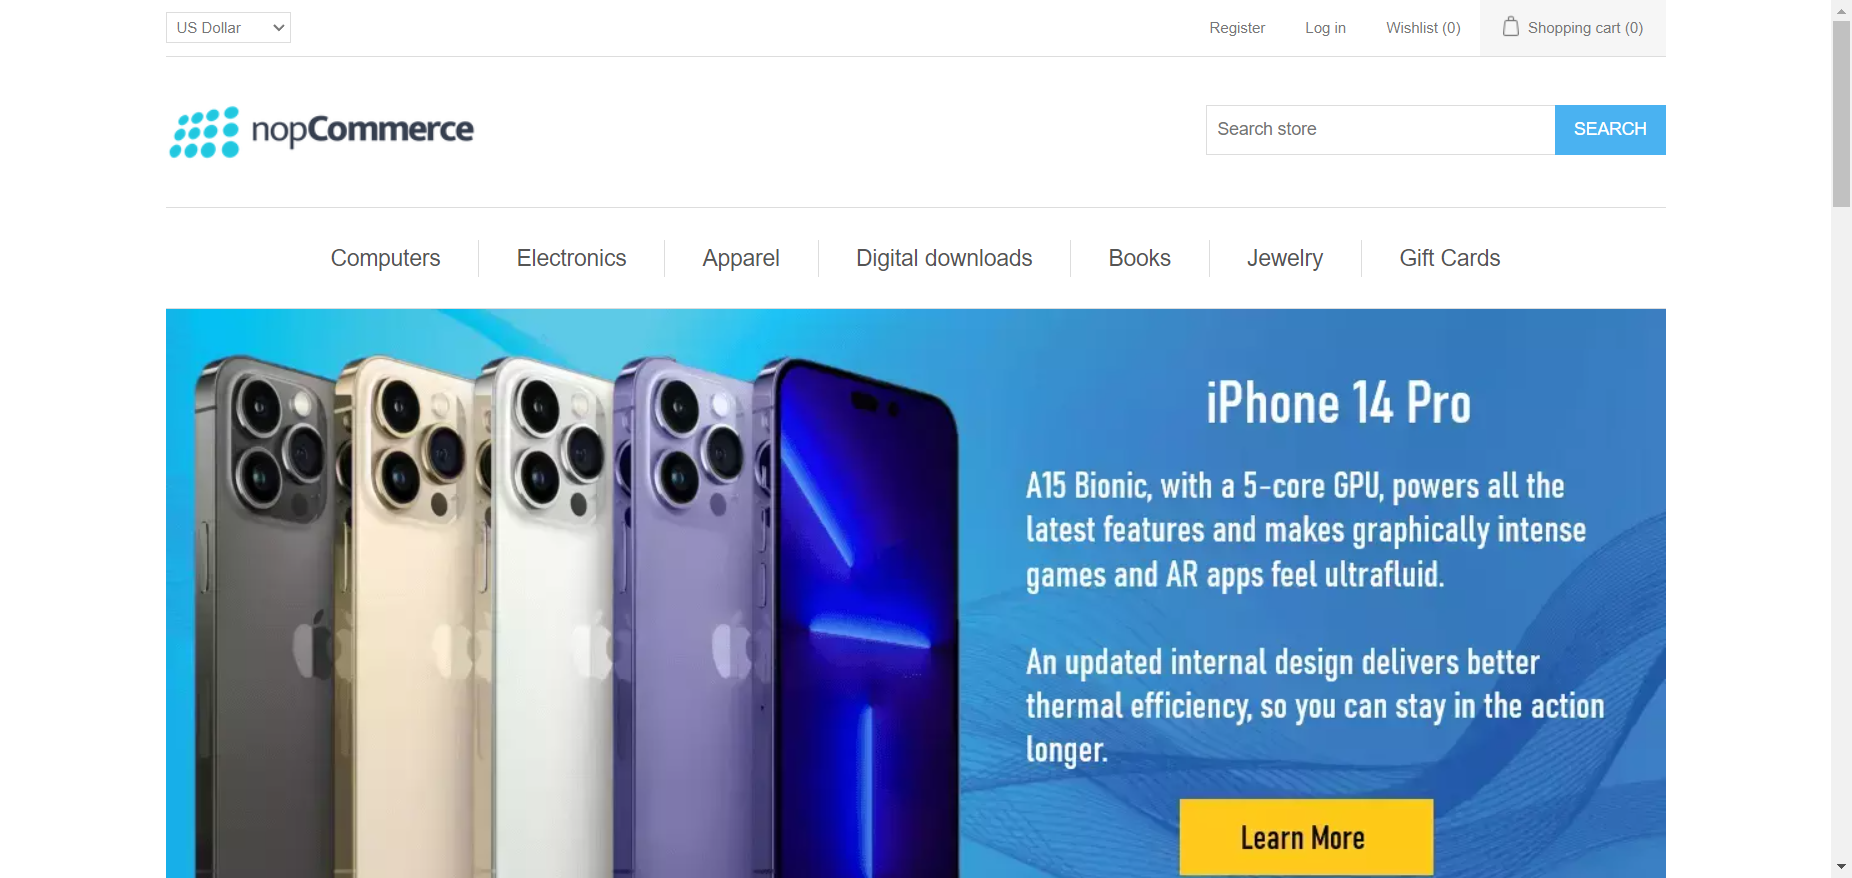 US Dollar
Register Log in Wishlist (0) Shopping cart (0)
nopCommerce
Search store SEARCH
Computers Electronics Apparel Digital downloads Books Jewelry Gift Cards
iPhone 14 Pro
A15 Bionic, with a 5-core GPU, powers all the
latest features and makes graphically intense
games and AR apps feel ultrafluid.
An updated internal design delivers better
thermal efficiency, so you can stay in the action
longer.
Learn More